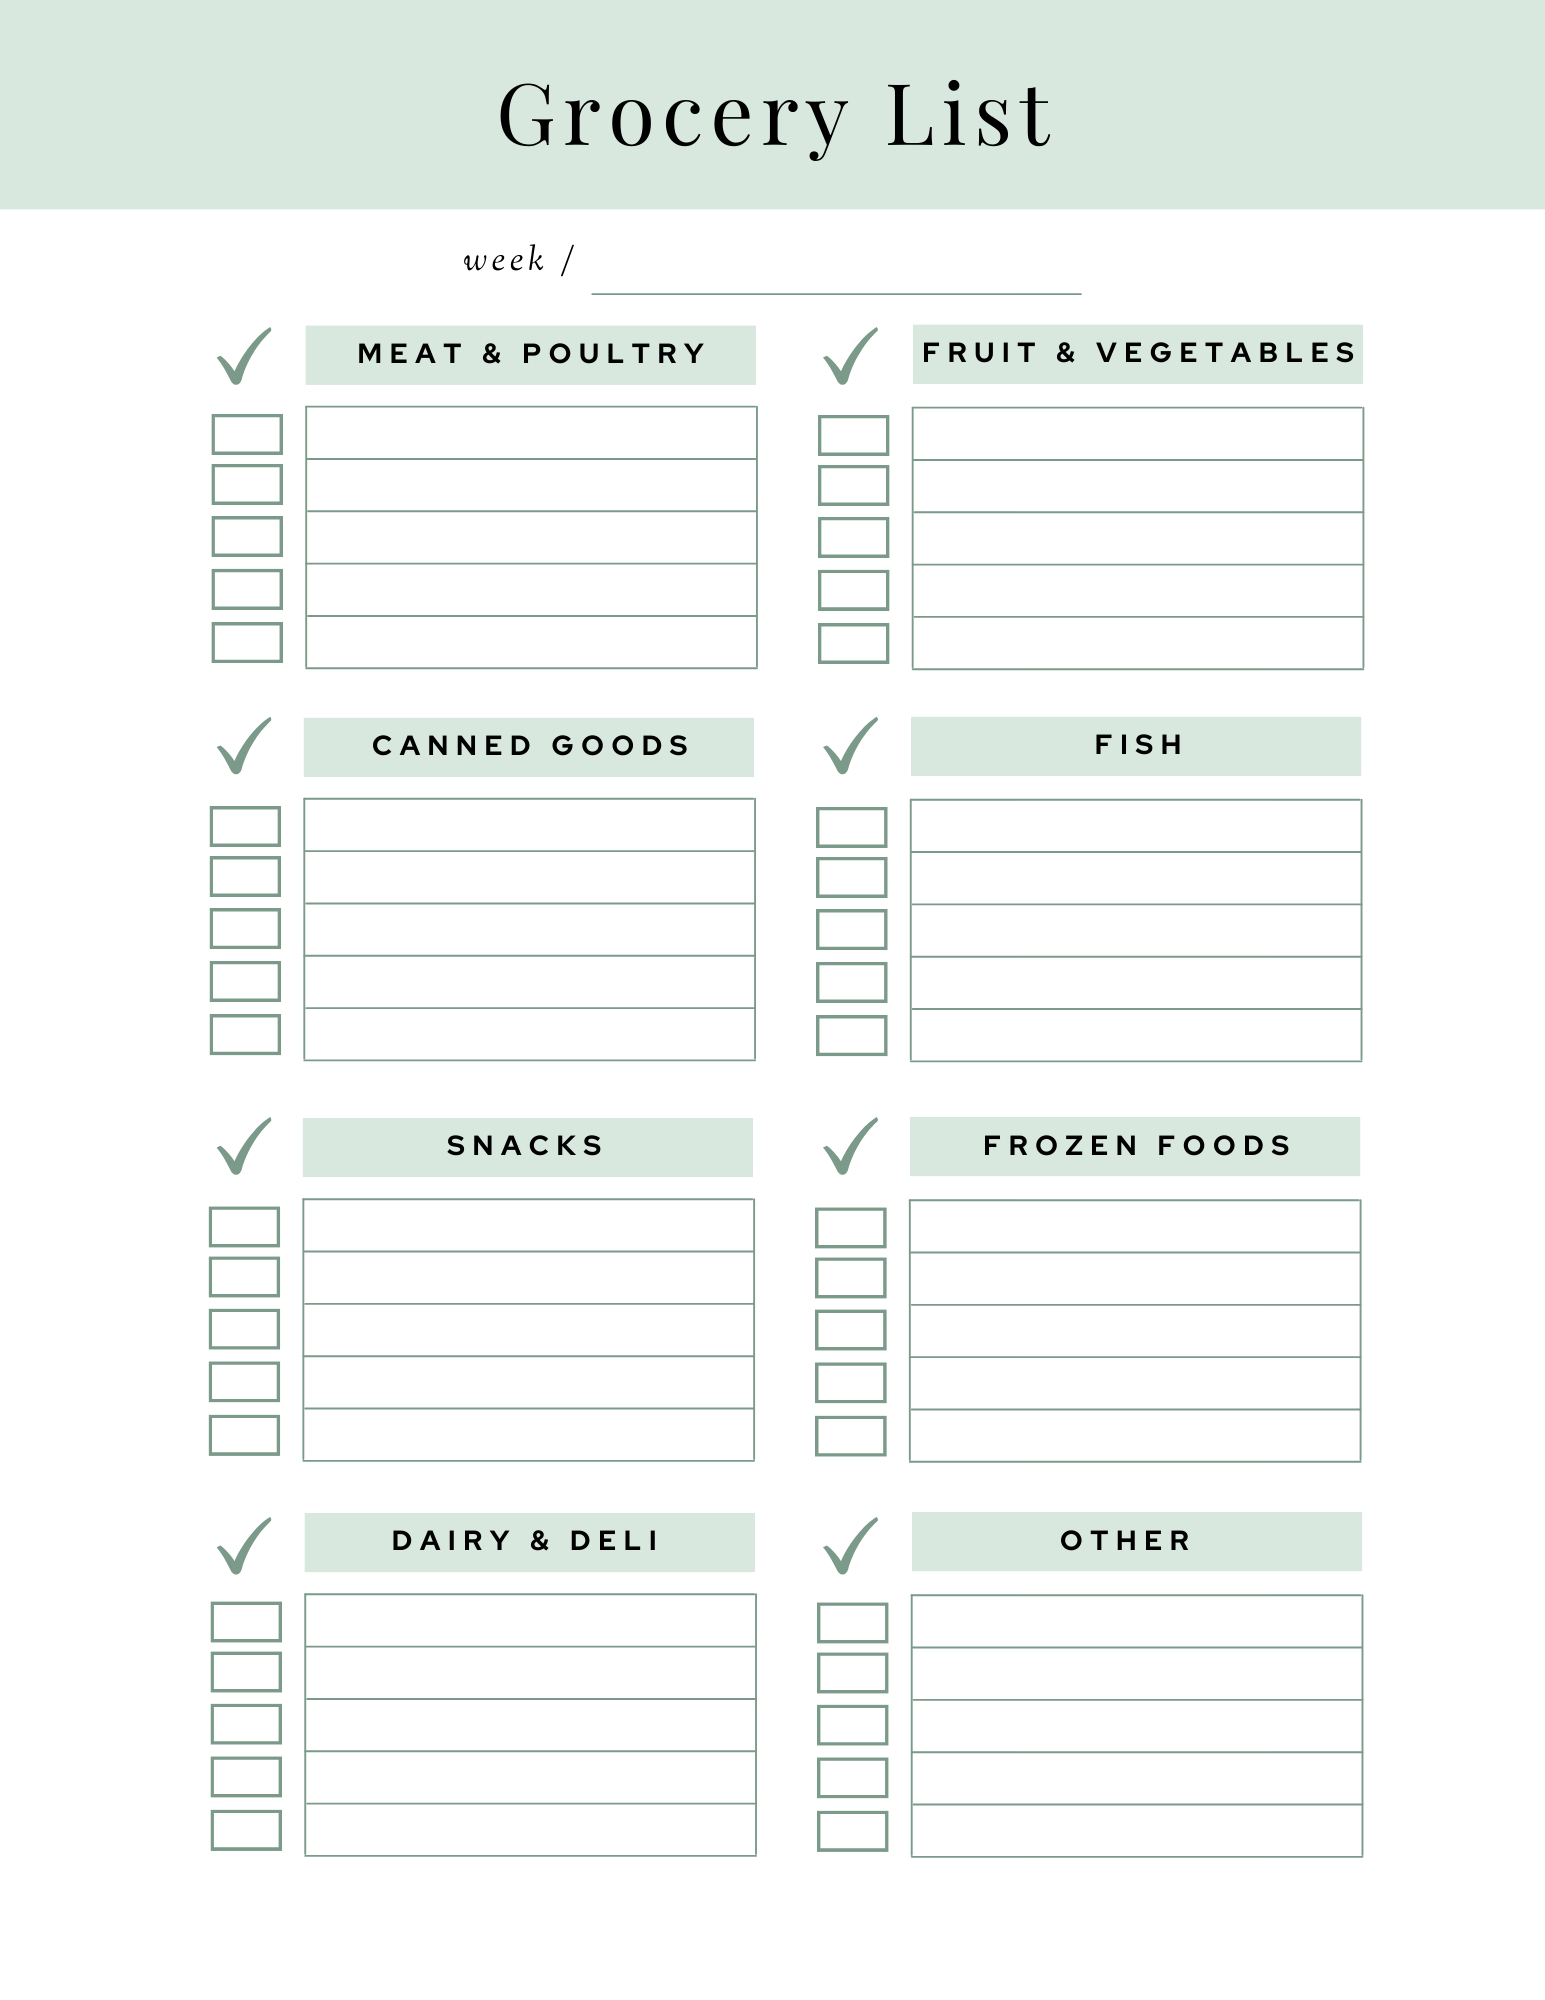 Grocery List
week /
MEAT & POULTRY
FRUIT & VEGETABLES
CANNED GOODS
FISH
SNACKS
FROZEN FOODS
DAIRY & DELI
OTHER